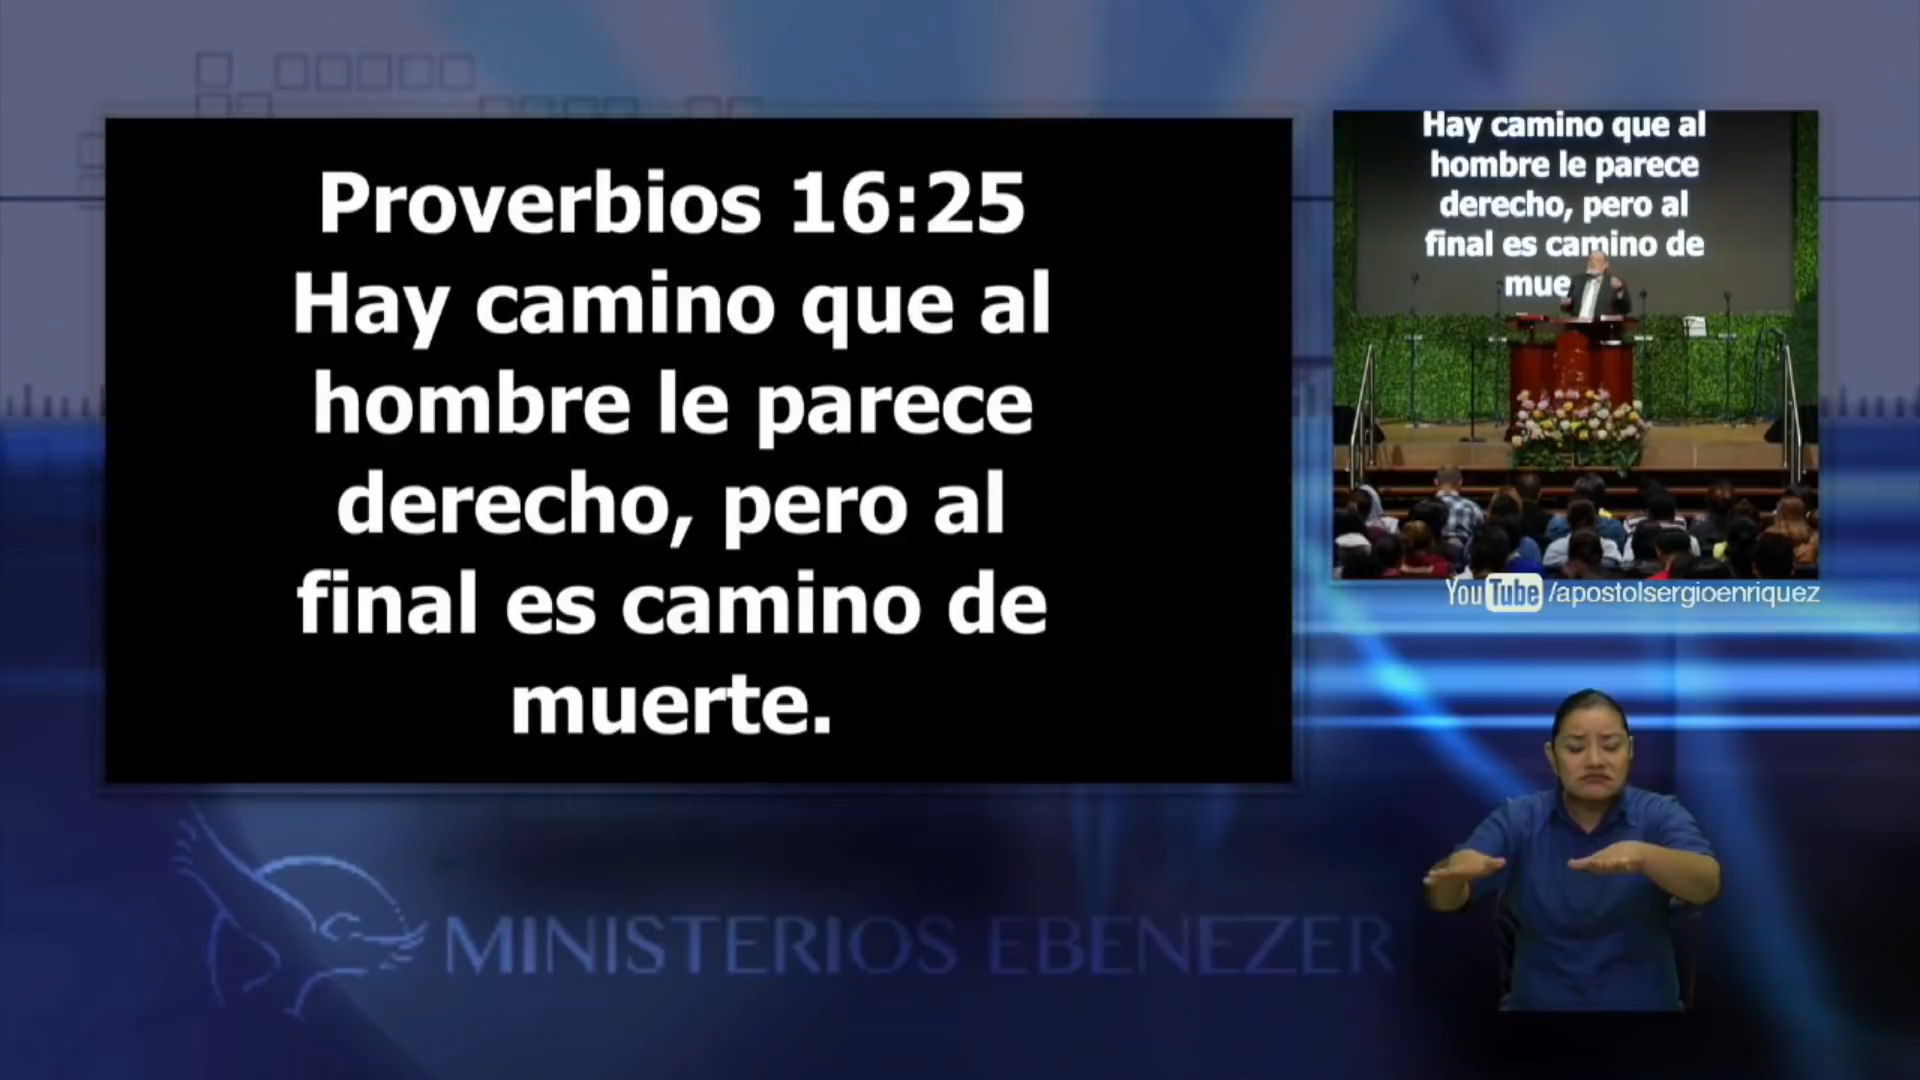 Proverbios 16:25
Hay camino que al
hombre le parece
derecho, pero al
final es camino de
muerte.
Hay camino que al
hombre le parece
derecho, pero al
final es camino de
mue
YouTube /apostolsergioenriquez
MINISTERIOS EBENEZER